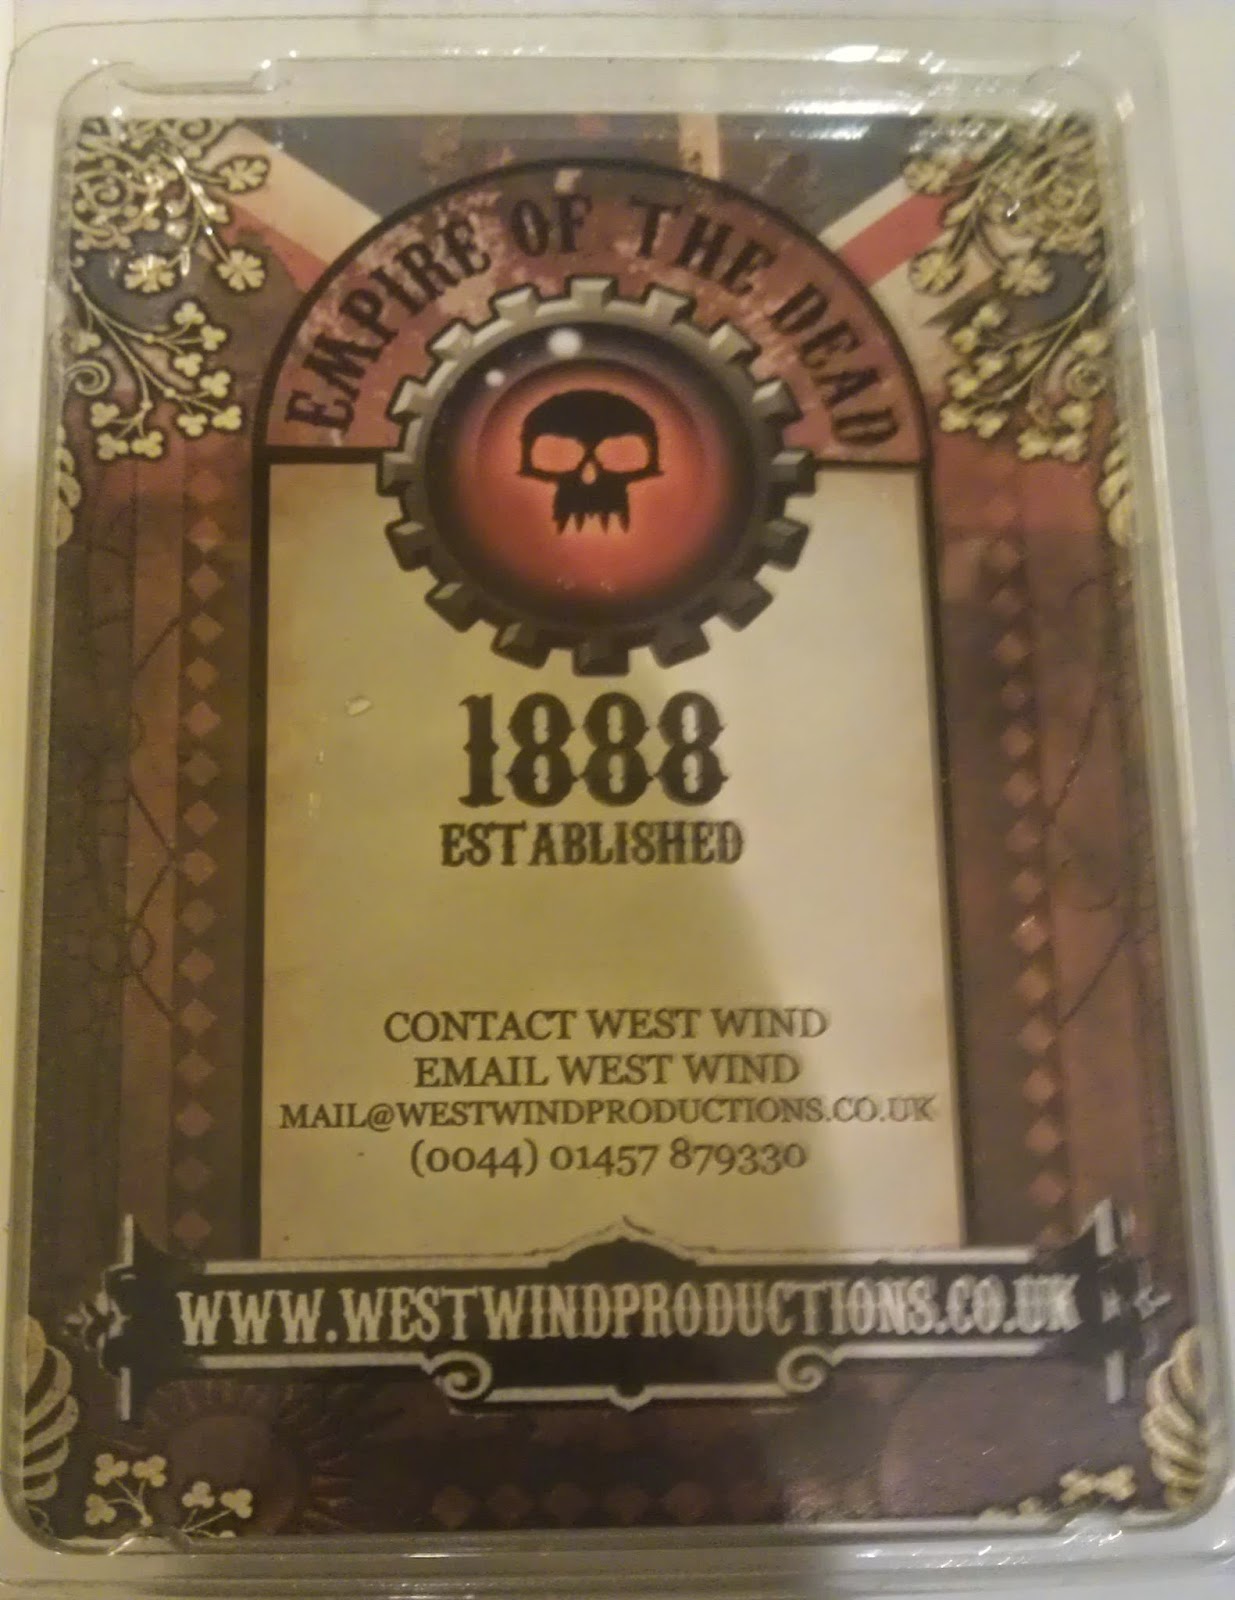 EMPIRE OF THE DEAD
1888
ESTABLISHED
CONTACT WEST WIND
EMAIL WEST WIND
MAIL@WESTWINDPRODUCTIONS.CO.UK
(0044) 01457 879330
WWW.WESTWINDPRODUCTIONS.CO.UK